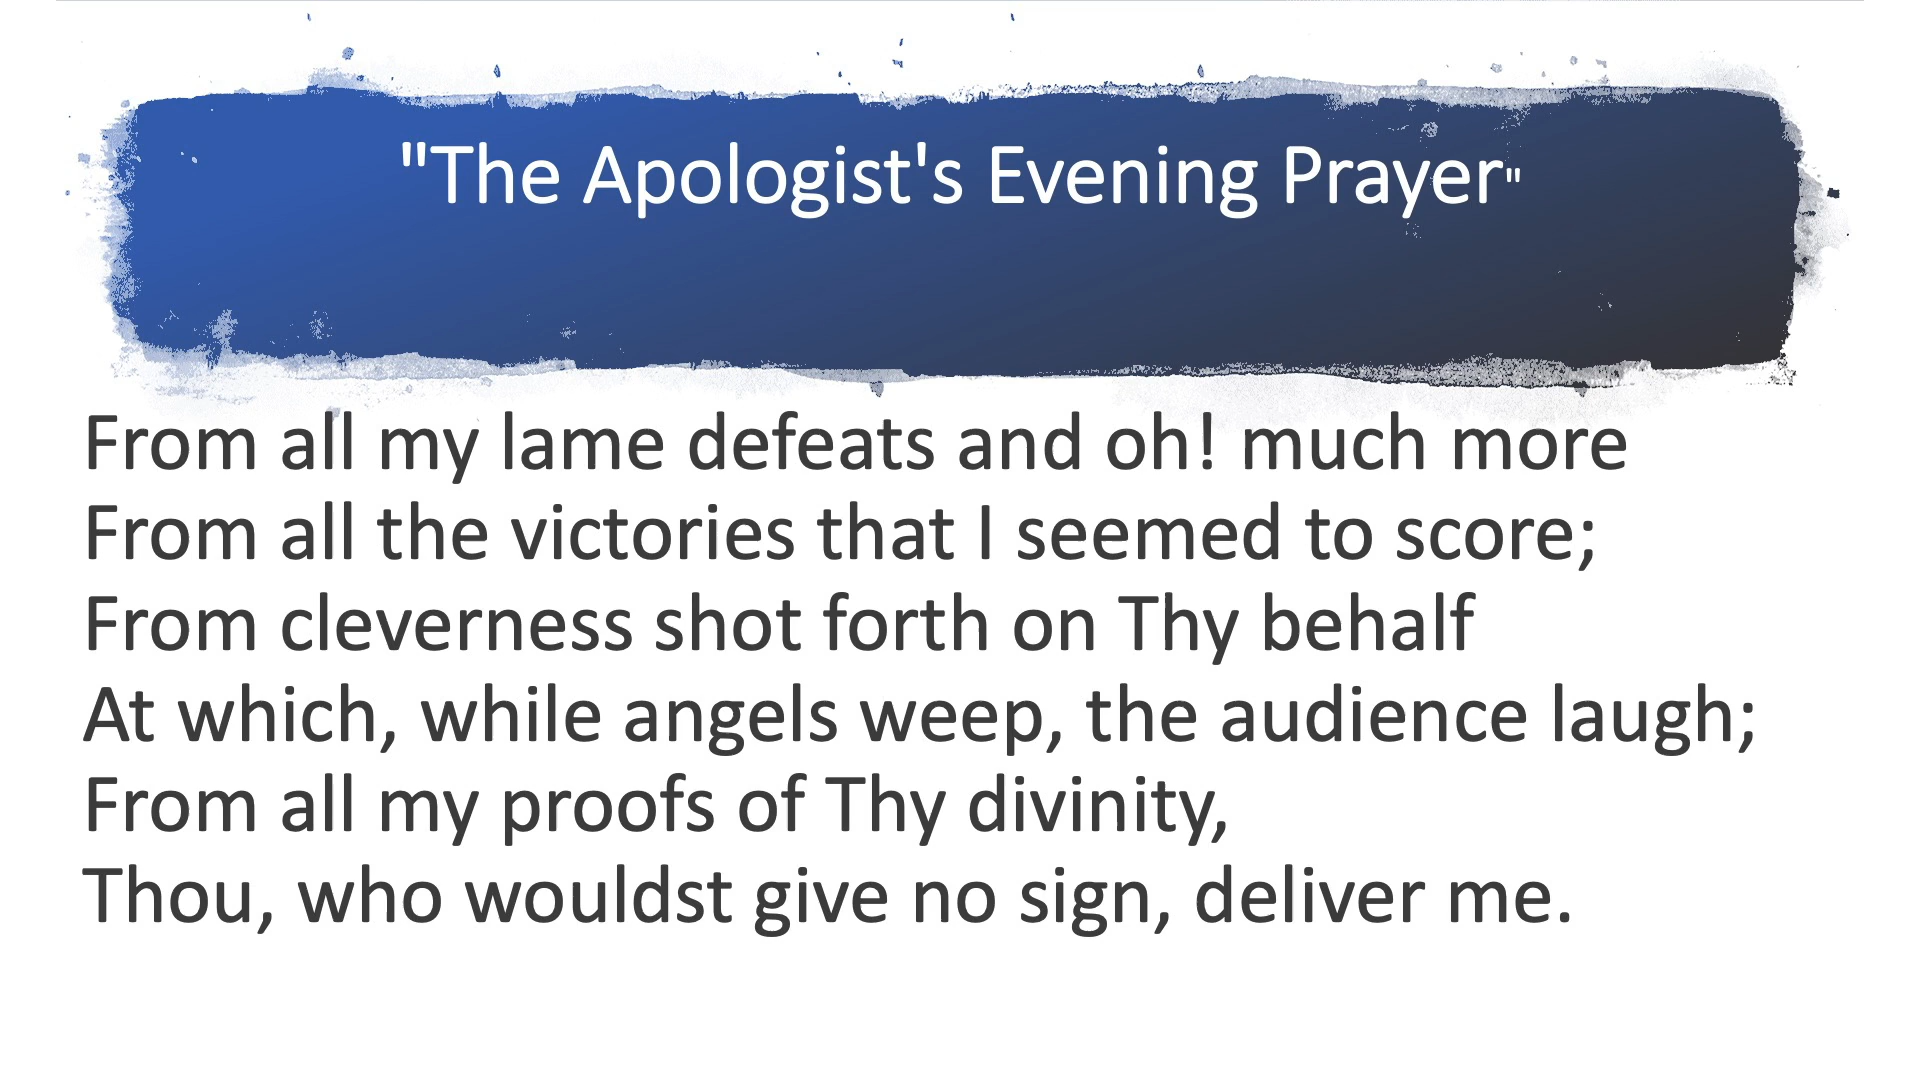 "The Apologist's Evening Prayer"
From all my lame defeats and oh! much more
From all the victories that I seemed to score;
From cleverness shot forth on Thy behalf
At which, while angels weep, the audience laugh;
From all my proofs of Thy divinity,
Thou, who wouldst give no sign, deliver me.